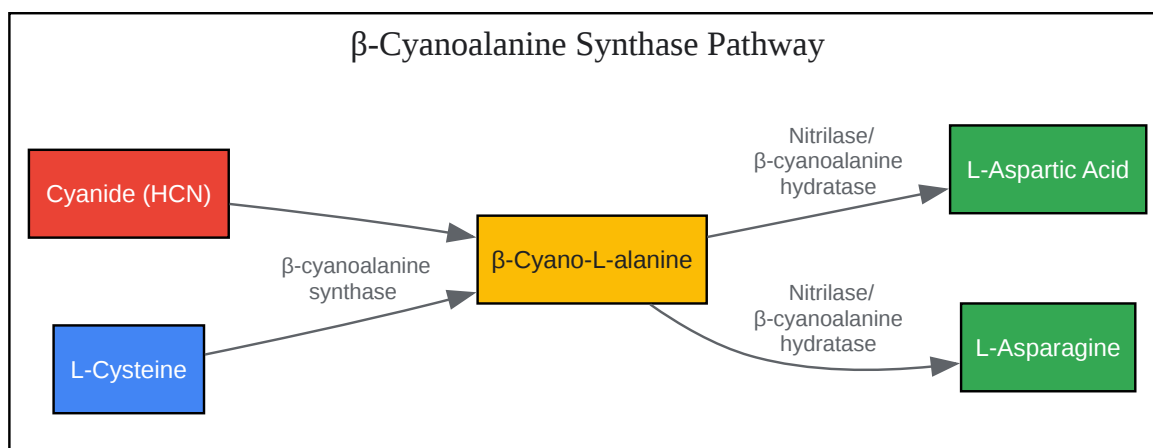 β-Cyanoalanine Synthase Pathway
Cyanide (HCN)
L-Cysteine
β-cyanoalanine
synthase
β-Cyano-L-alanine
Nitrilase/
β-cyanoalanine
hydratase
L-Aspartic Acid
Nitrilase/
β-cyanoalanine
hydratase
L-Asparagine